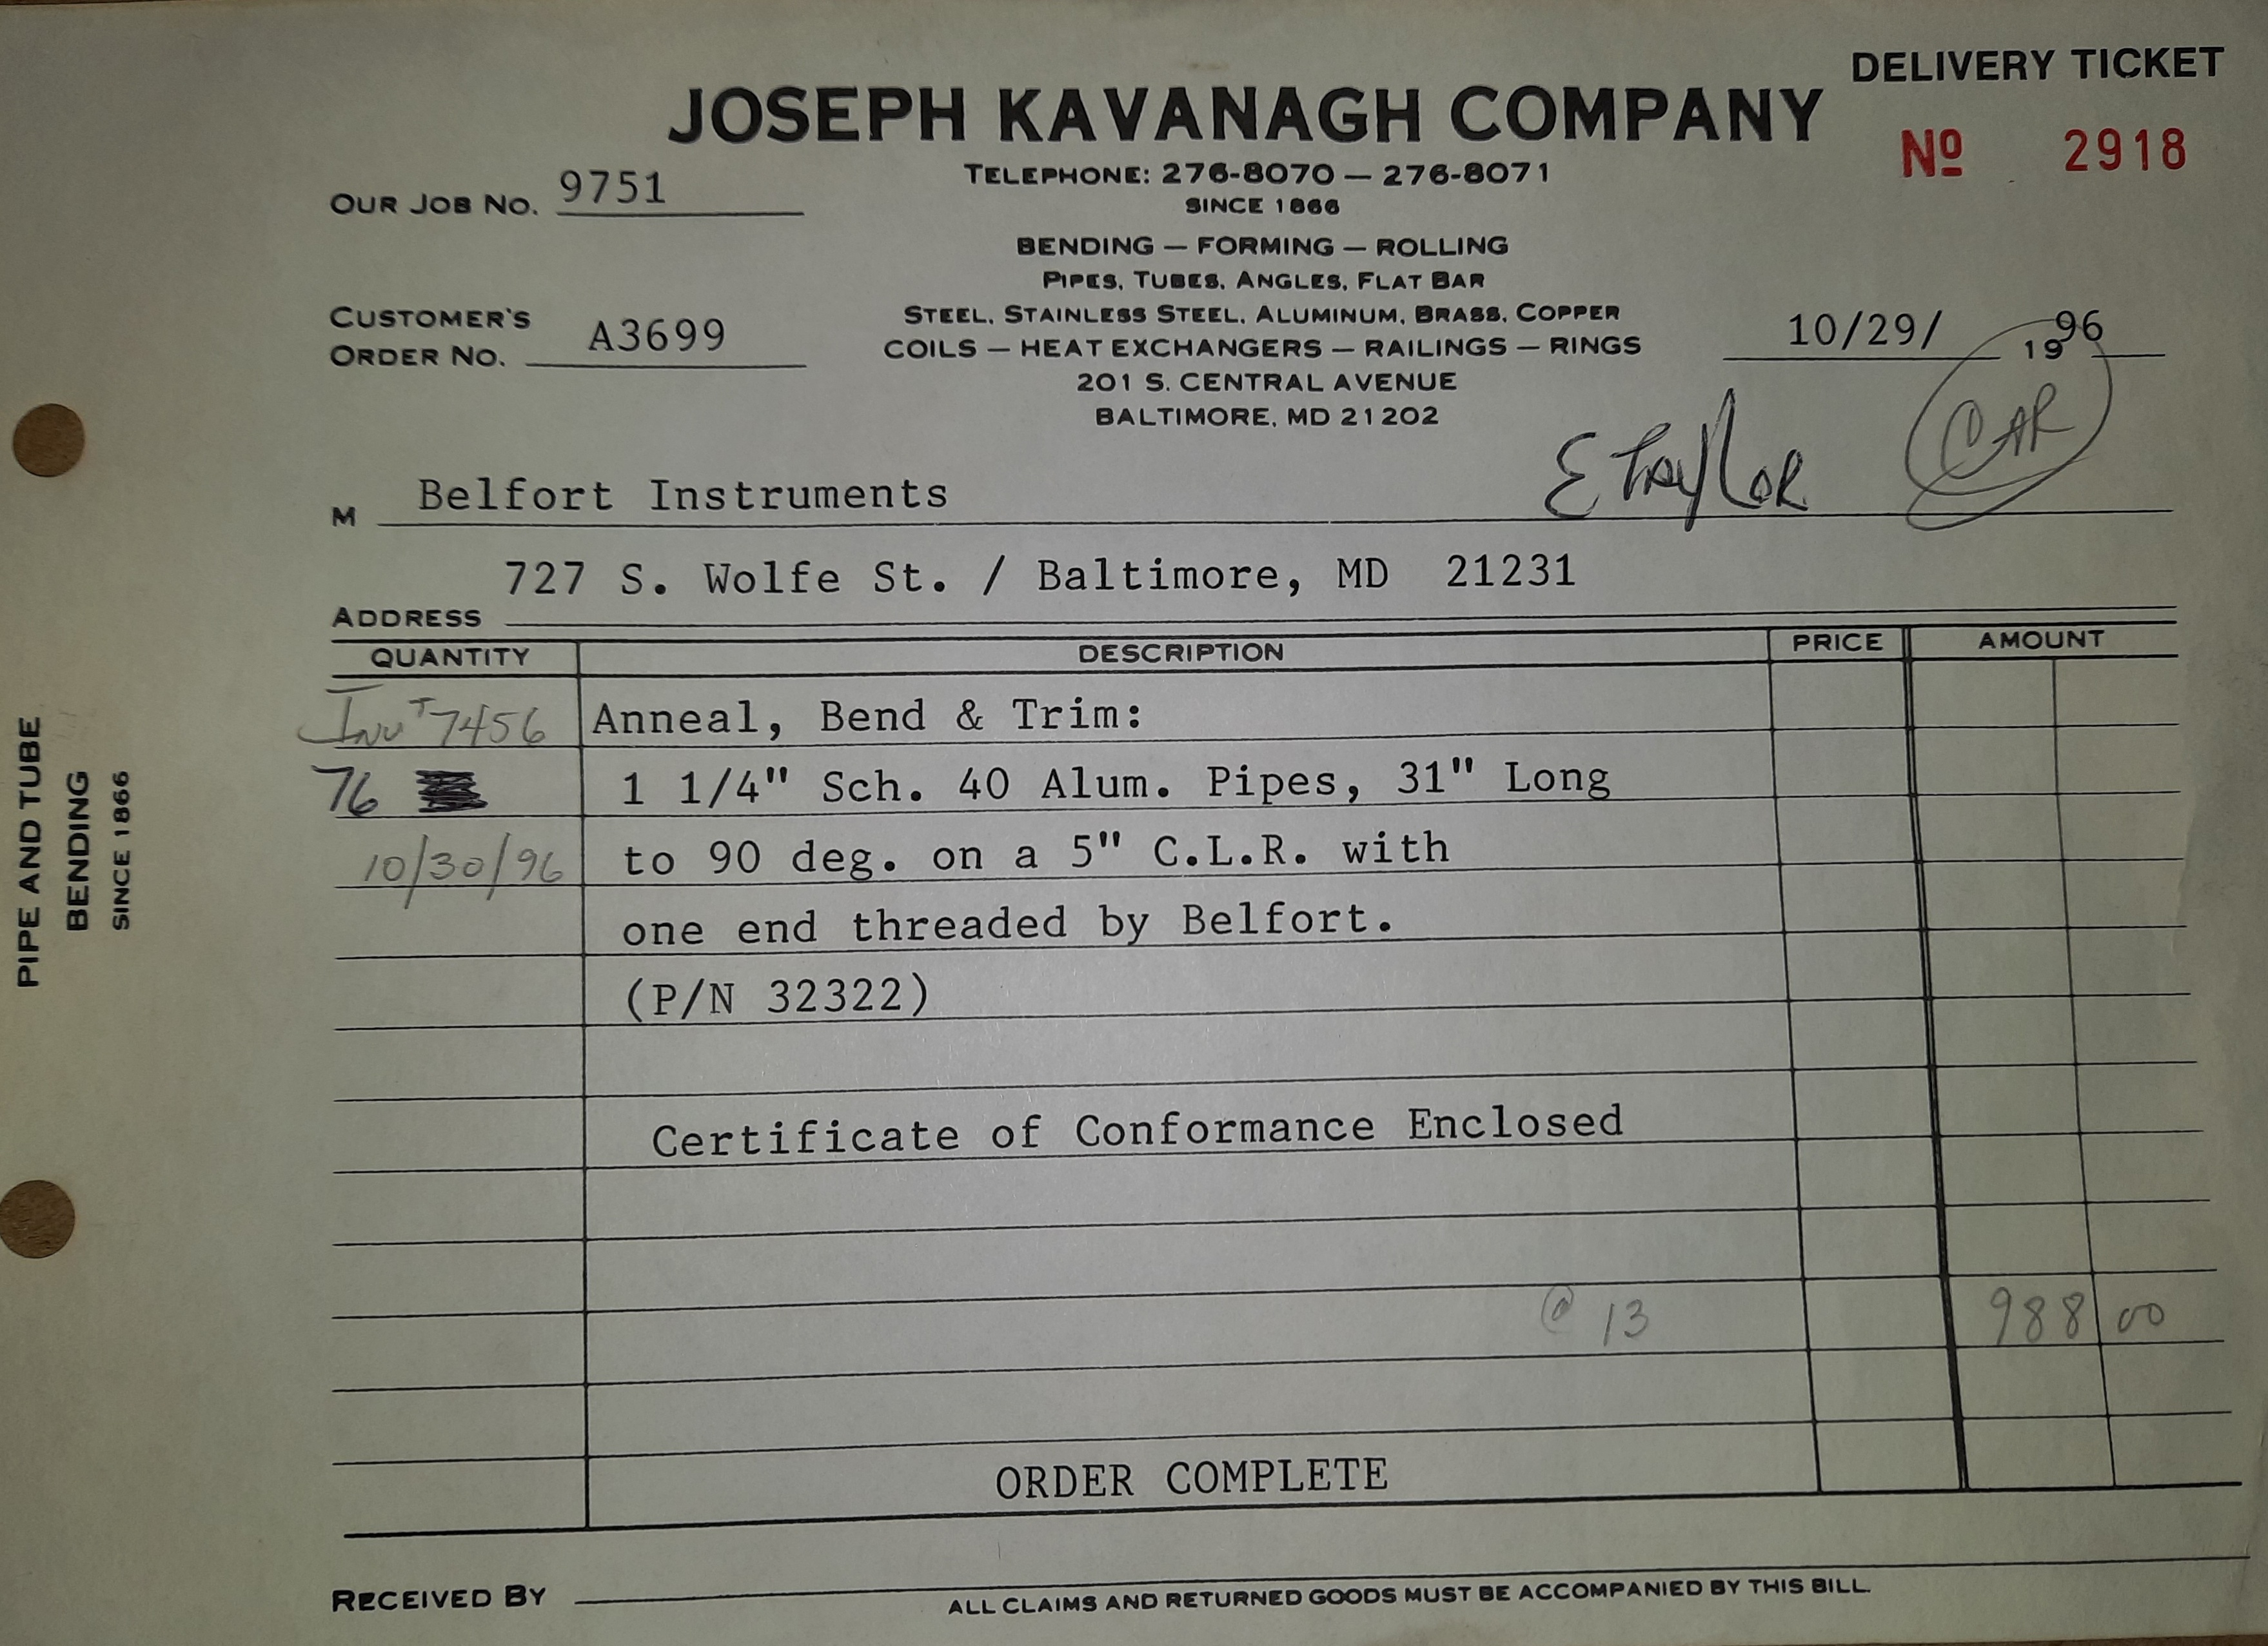 DELIVERY TICKET
JOSEPH KAVANAGH COMPANY
Nº 2918
TELEPHONE: 276-8070 — 276-8071
SINCE 1866
OUR JOB NO. 9751
BENDING — FORMING — ROLLING
PIPES, TUBES, ANGLES, FLAT BAR
STEEL, STAINLESS STEEL, ALUMINUM, BRASS, COPPER
COILS — HEAT EXCHANGERS — RAILINGS — RINGS
201 S. CENTRAL AVENUE
BALTIMORE, MD 21202
CUSTOMER'S
ORDER NO. A3699
10/29/ 1996
E Taylor
CAR
M Belfort Instruments
ADDRESS 727 S. Wolfe St. / Baltimore, MD 21231
QUANTITY DESCRIPTION PRICE AMOUNT
Inv 7456 Anneal, Bend & Trim:
76 1 1/4" Sch. 40 Alum. Pipes, 31" Long
10/30/96 to 90 deg. on a 5" C.L.R. with
one end threaded by Belfort.
(P/N 32322)
Certificate of Conformance Enclosed
@ 13 988 00
ORDER COMPLETE
RECEIVED BY
ALL CLAIMS AND RETURNED GOODS MUST BE ACCOMPANIED BY THIS BILL.
PIPE AND TUBE
BENDING
SINCE 1866